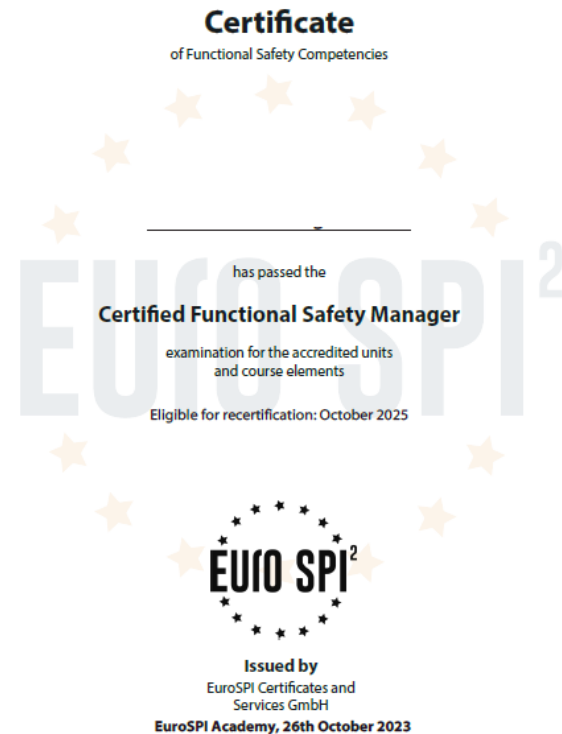 Certificate
of Functional Safety Competencies
has passed the
EURO SPI²
Certified Functional Safety Manager
examination for the accredited units
and course elements
Eligible for recertification: October 2025
EURO SPI²
Issued by
EuroSPI Certificates and
Services GmbH
EuroSPI Academy, 26th October 2023